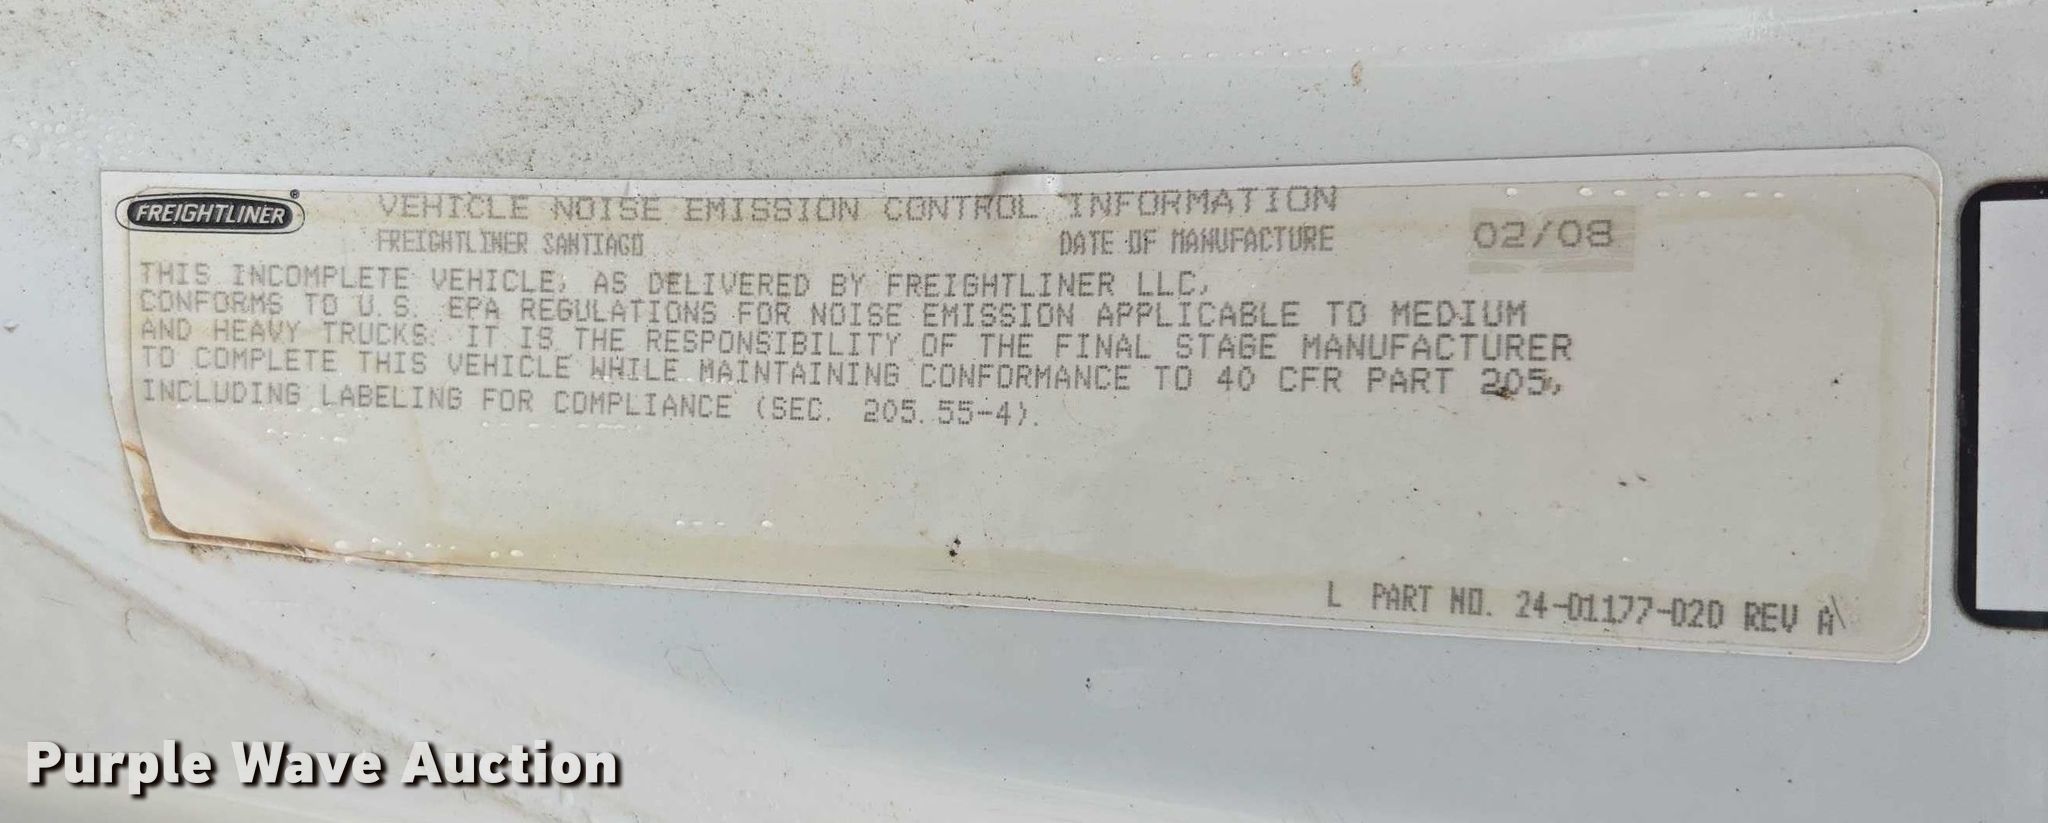 FREIGHTLINER ®
VEHICLE NOISE EMISSION CONTROL INFORMATION
FREIGHTLINER SANTIAGO DATE OF MANUFACTURE 02/08
THIS INCOMPLETE VEHICLE, AS DELIVERED BY FREIGHTLINER LLC,
CONFORMS TO U.S. EPA REGULATIONS FOR NOISE EMISSION APPLICABLE TO MEDIUM
AND HEAVY TRUCKS. IT IS THE RESPONSIBILITY OF THE FINAL STAGE MANUFACTURER
TO COMPLETE THIS VEHICLE WHILE MAINTAINING CONFORMANCE TO 40 CFR PART 205,
INCLUDING LABELING FOR COMPLIANCE (SEC. 205.55-4).
L PART NO. 24-01177-020 REV A
Purple Wave Auction